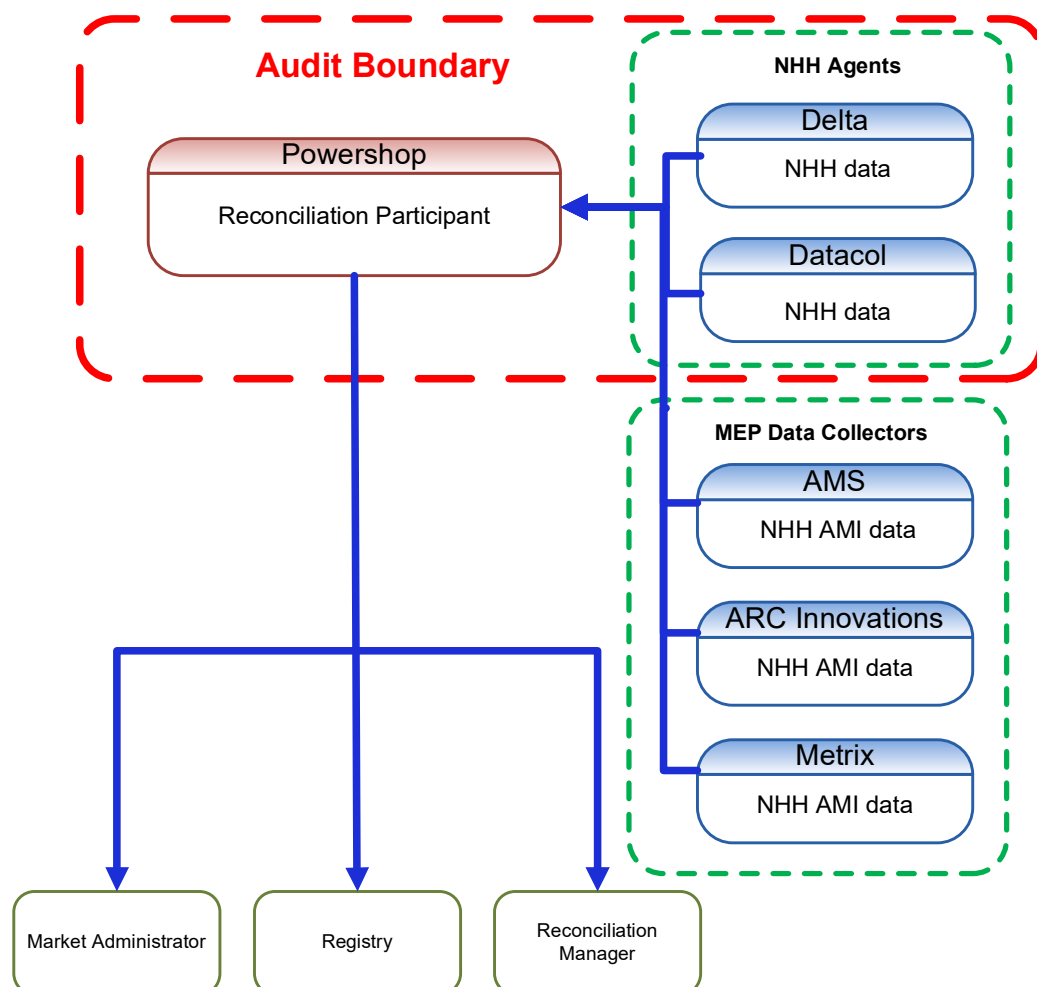 Audit Boundary
NHH Agents
Powershop
Reconciliation Participant
Delta
NHH data
Datacol
NHH data
MEP Data Collectors
AMS
NHH AMI data
ARC Innovations
NHH AMI data
Metrix
NHH AMI data
Market Administrator
Registry
Reconciliation
Manager